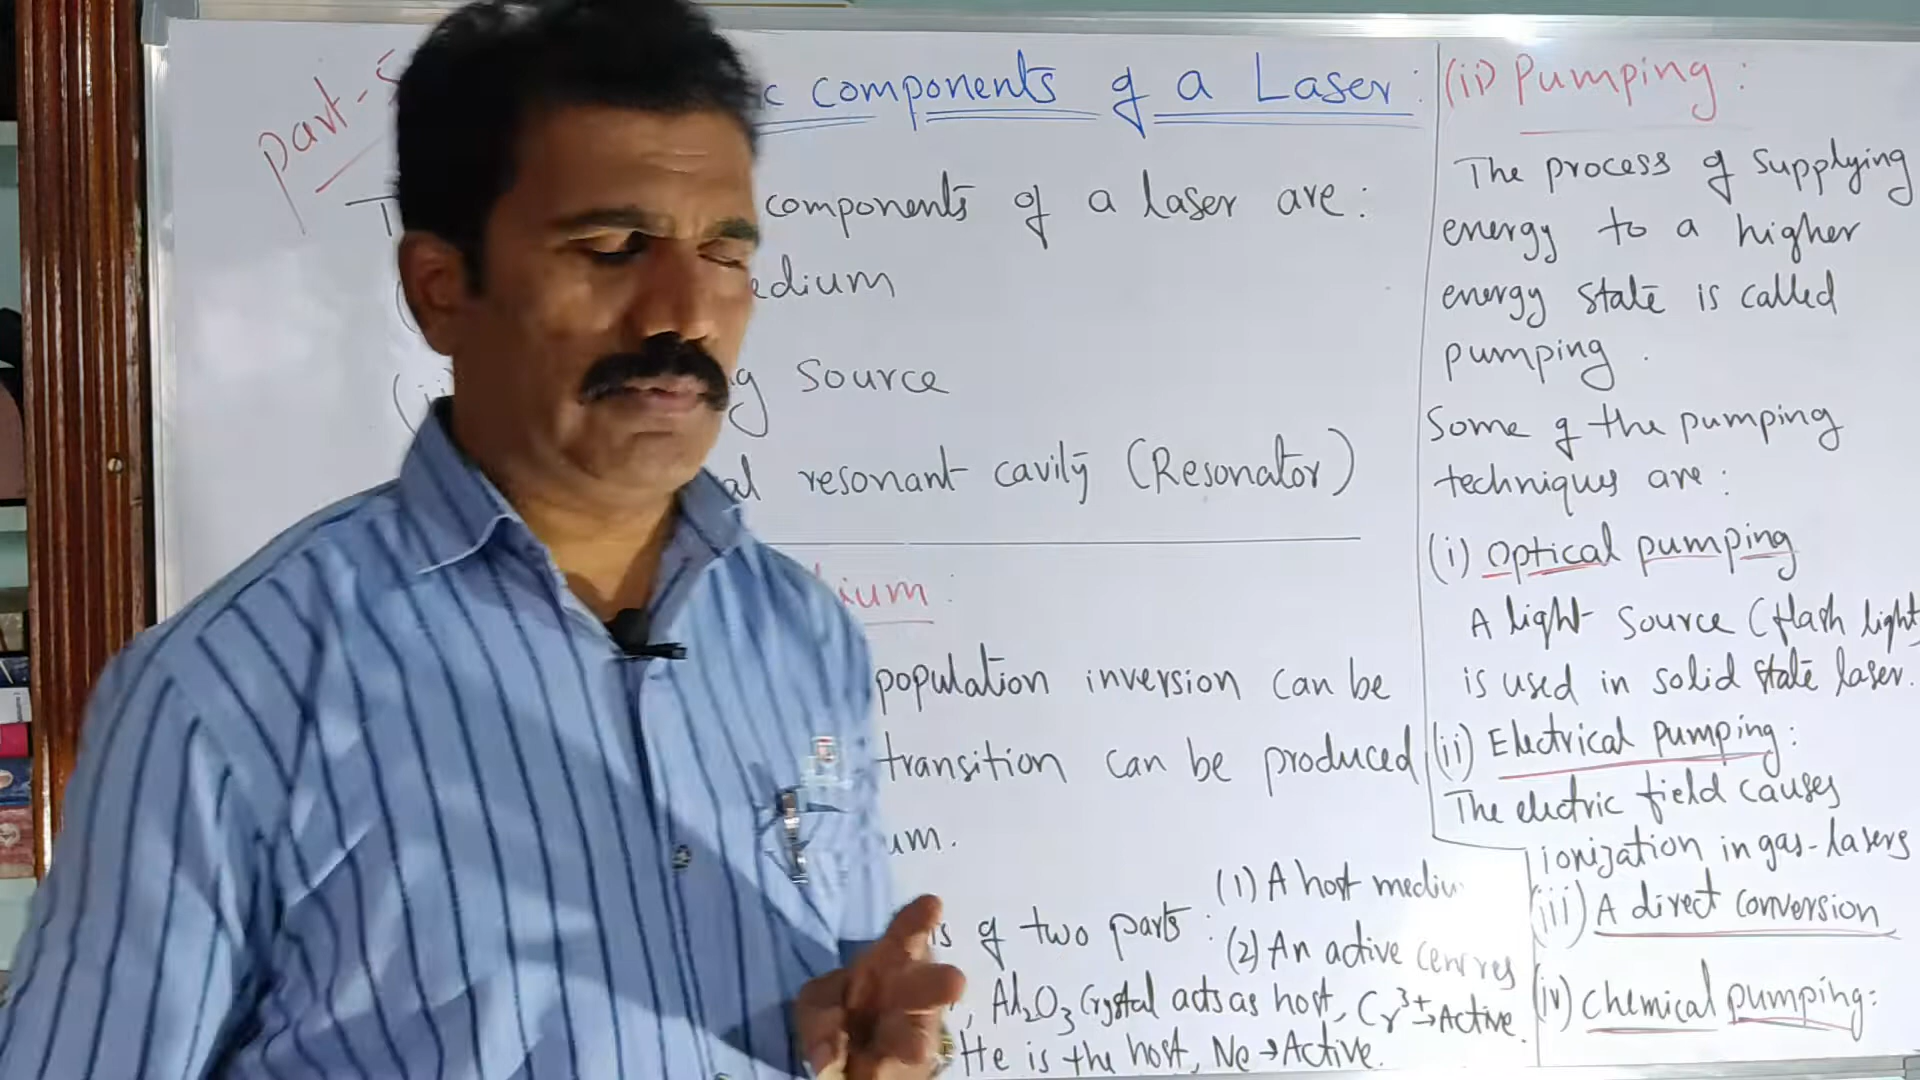 part-
components of a Laser:
components of a laser are:
source
resonant cavity (Resonator)
population inversion can be
transition can be produced
is of two parts: (1) A host
(2) An active centres
Al2O3 Crystal acts as host, Cr3+→Active.
He is the host, Ne→Active.
(ii) Pumping:
The process of supplying
energy to a higher
energy state is called
pumping.
Some of the pumping
techniques are:
(i) Optical pumping
A light source (flash light)
is used in solid state laser.
(ii) Electrical pumping:
The electric field causes
ionization in gas-lasers
(iii) A direct conversion
(iv) Chemical pumping: